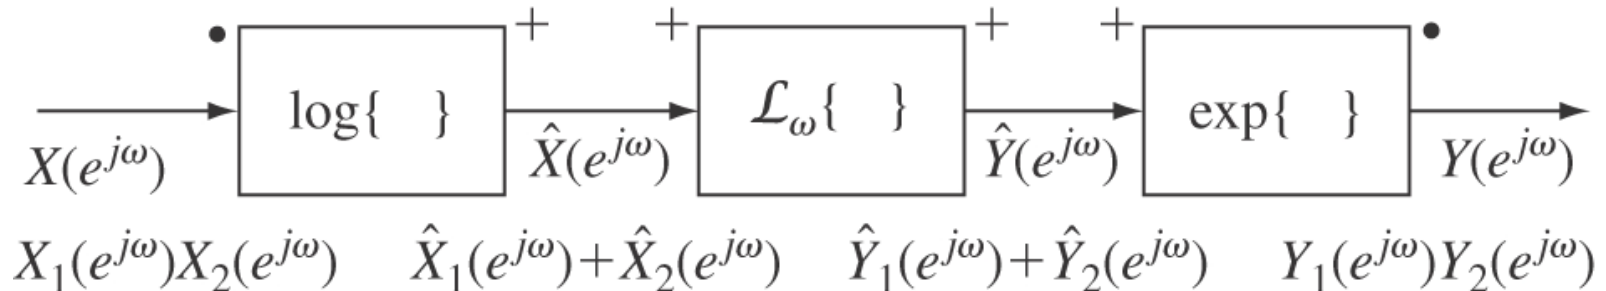 • + + + + •
log{ } ℒ_ω{ } exp{ }
X(e^{jω}) X̂(e^{jω}) Ŷ(e^{jω}) Y(e^{jω})
X₁(e^{jω})X₂(e^{jω}) X̂₁(e^{jω})+X̂₂(e^{jω}) Ŷ₁(e^{jω})+Ŷ₂(e^{jω}) Y₁(e^{jω})Y₂(e^{jω})